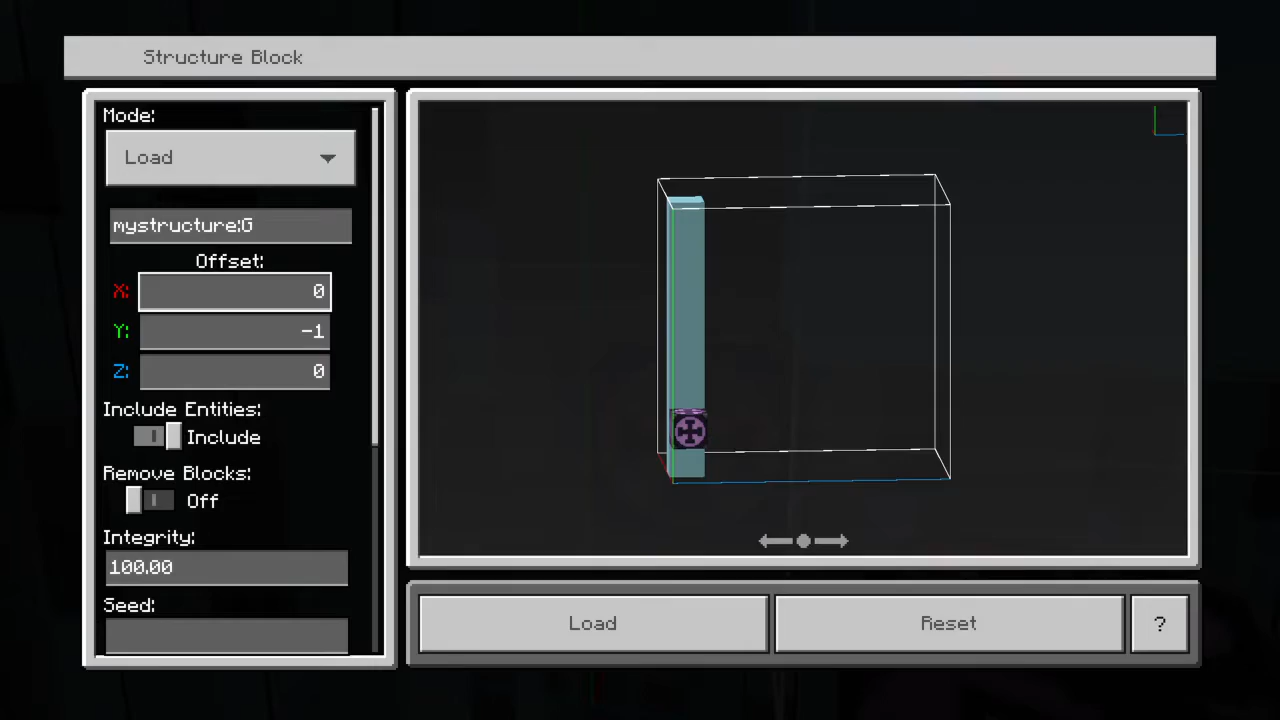 Structure Block
Mode:
Load
mystructure:G
Offset:
X: 0
Y: -1
Z: 0
Include Entities:
Include
Remove Blocks:
Off
Integrity:
100.00
Seed:
Load
Reset
?